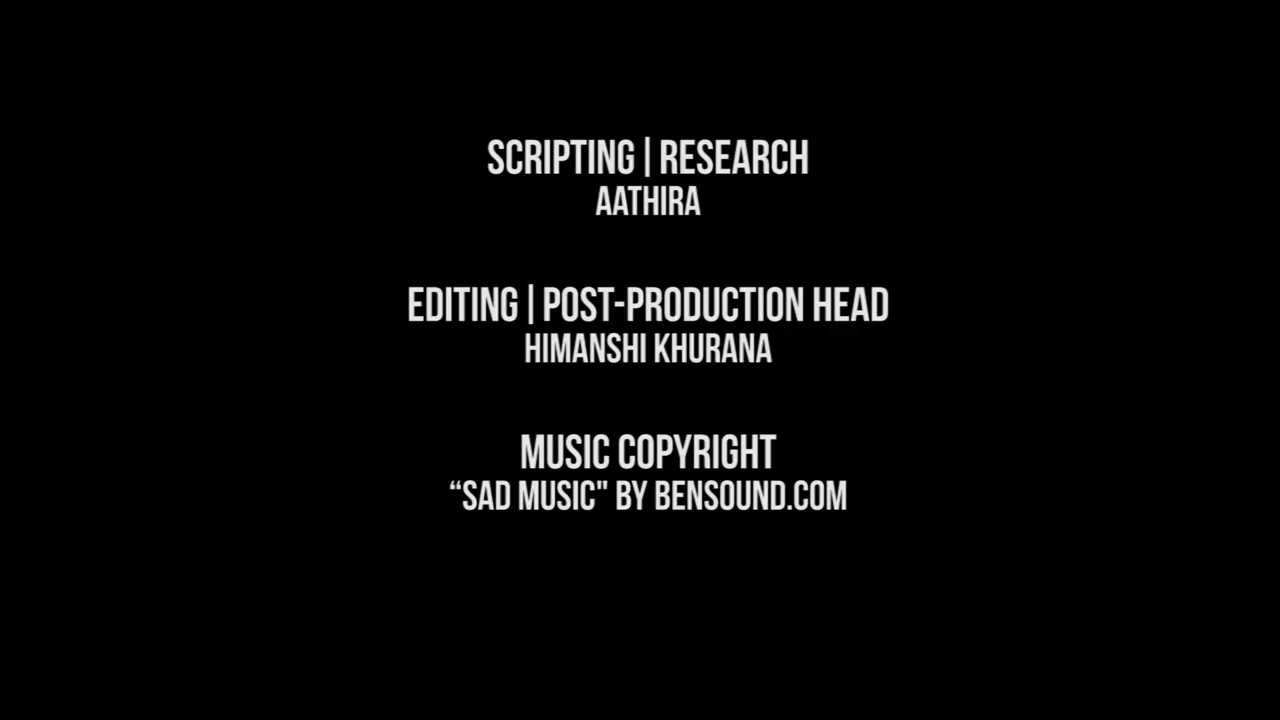 SCRIPTING | RESEARCH
AATHIRA
EDITING | POST-PRODUCTION HEAD
HIMANSHI KHURANA
MUSIC COPYRIGHT
“SAD MUSIC" BY BENSOUND.COM